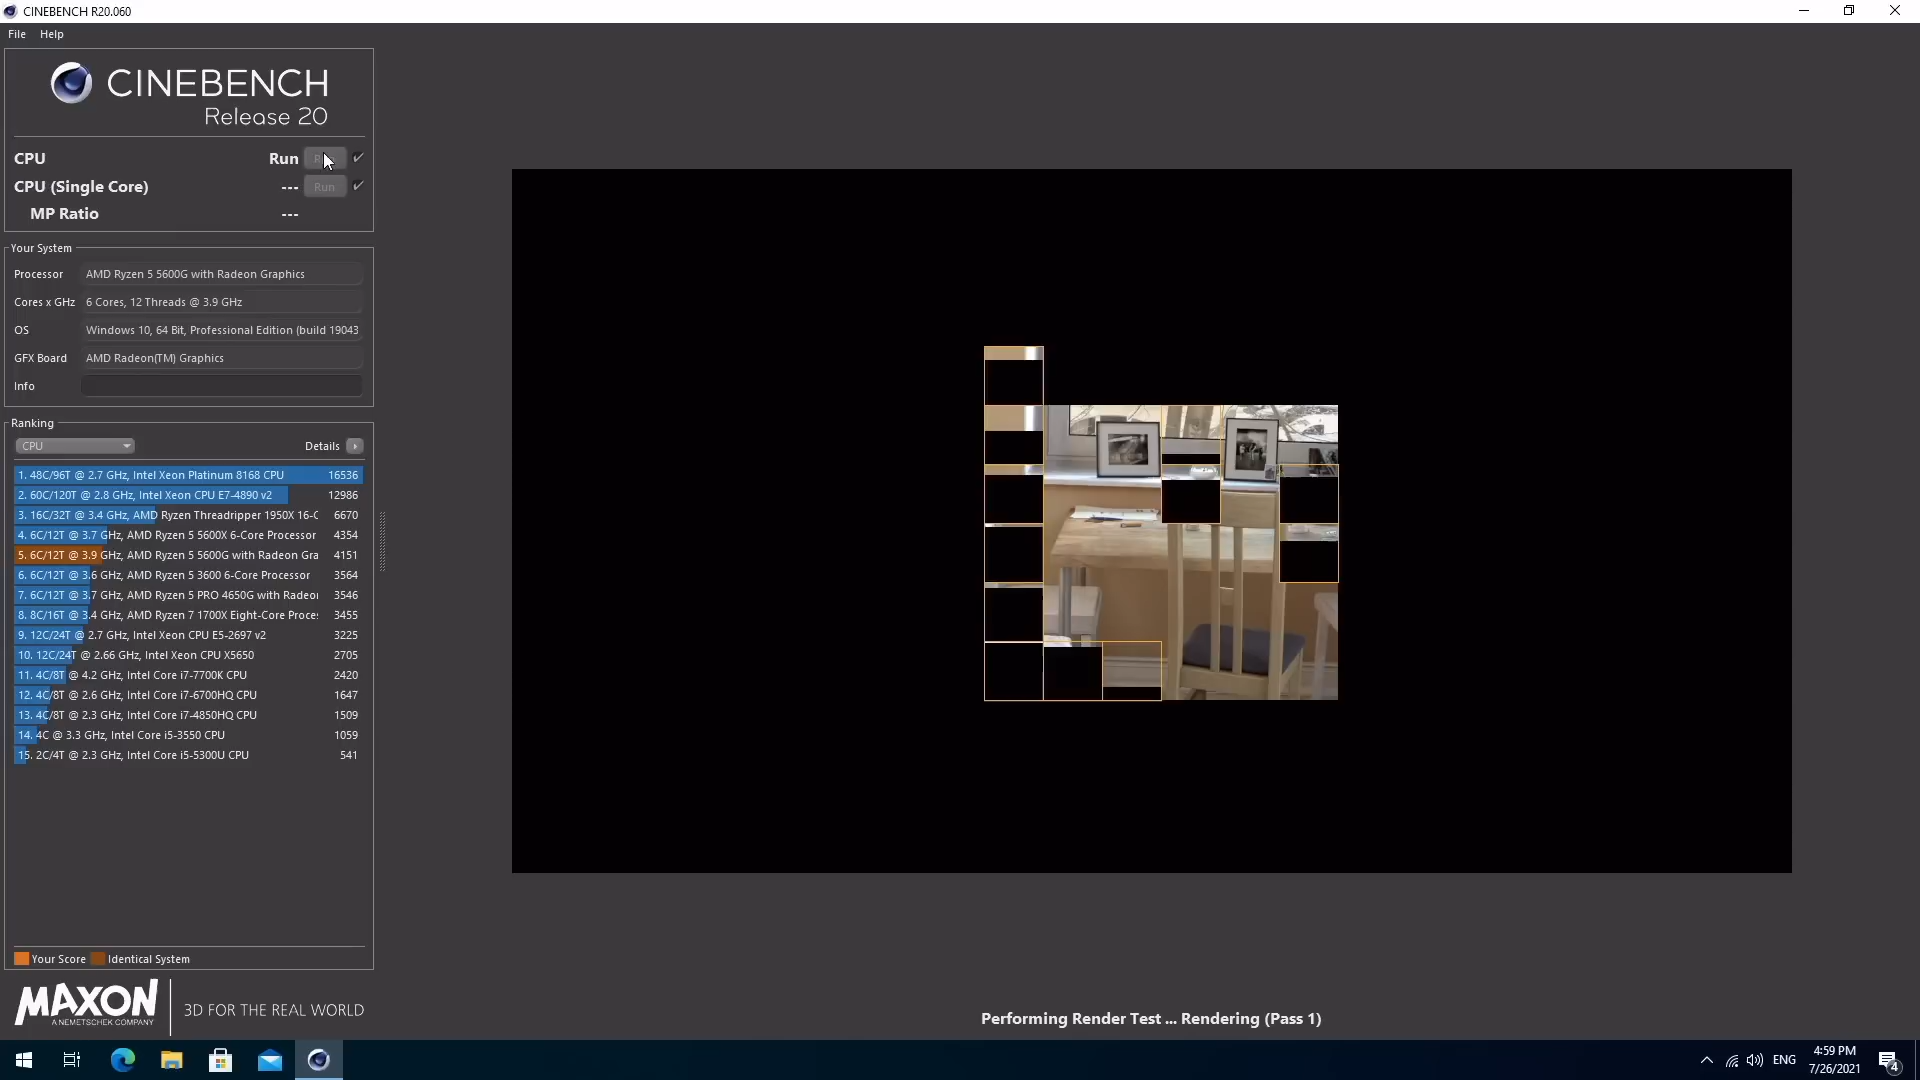 CINEBENCH R20.060
File Help
CINEBENCH
Release 20
CPU Run
CPU (Single Core) --- Run
MP Ratio ---
Your System
Processor AMD Ryzen 5 5600G with Radeon Graphics
Cores x GHz 6 Cores, 12 Threads @ 3.9 GHz
OS Windows 10, 64 Bit, Professional Edition (build 19043
GFX Board AMD Radeon(TM) Graphics
Info
Ranking
CPU Details
1. 48C/96T @ 2.7 GHz, Intel Xeon Platinum 8168 CPU 16536
2. 60C/120T @ 2.8 GHz, Intel Xeon CPU E7-4890 v2 12986
3. 16C/32T @ 3.4 GHz, AMD Ryzen Threadripper 1950X 16-C 6670
4. 6C/12T @ 3.7 GHz, AMD Ryzen 5 5600X 6-Core Processor 4354
5. 6C/12T @ 3.9 GHz, AMD Ryzen 5 5600G with Radeon Gra 4151
6. 6C/12T @ 3.6 GHz, AMD Ryzen 5 3600 6-Core Processor 3564
7. 6C/12T @ 3.7 GHz, AMD Ryzen 5 PRO 4650G with Radeon 3546
8. 8C/16T @ 3.4 GHz, AMD Ryzen 7 1700X Eight-Core Proces 3455
9. 12C/24T @ 2.7 GHz, Intel Xeon CPU E5-2697 v2 3225
10. 12C/24T @ 2.66 GHz, Intel Xeon CPU X5650 2705
11. 4C/8T @ 4.2 GHz, Intel Core i7-7700K CPU 2420
12. 4C/8T @ 2.6 GHz, Intel Core i7-6700HQ CPU 1647
13. 4C/8T @ 2.3 GHz, Intel Core i7-4850HQ CPU 1509
14. 4C @ 3.3 GHz, Intel Core i5-3550 CPU 1059
15. 2C/4T @ 2.3 GHz, Intel Core i5-5300U CPU 541
Your Score Identical System
MAXON
A NEMETSCHEK COMPANY
3D FOR THE REAL WORLD
Performing Render Test ... Rendering (Pass 1)
ENG
4:59 PM
7/26/2021
4